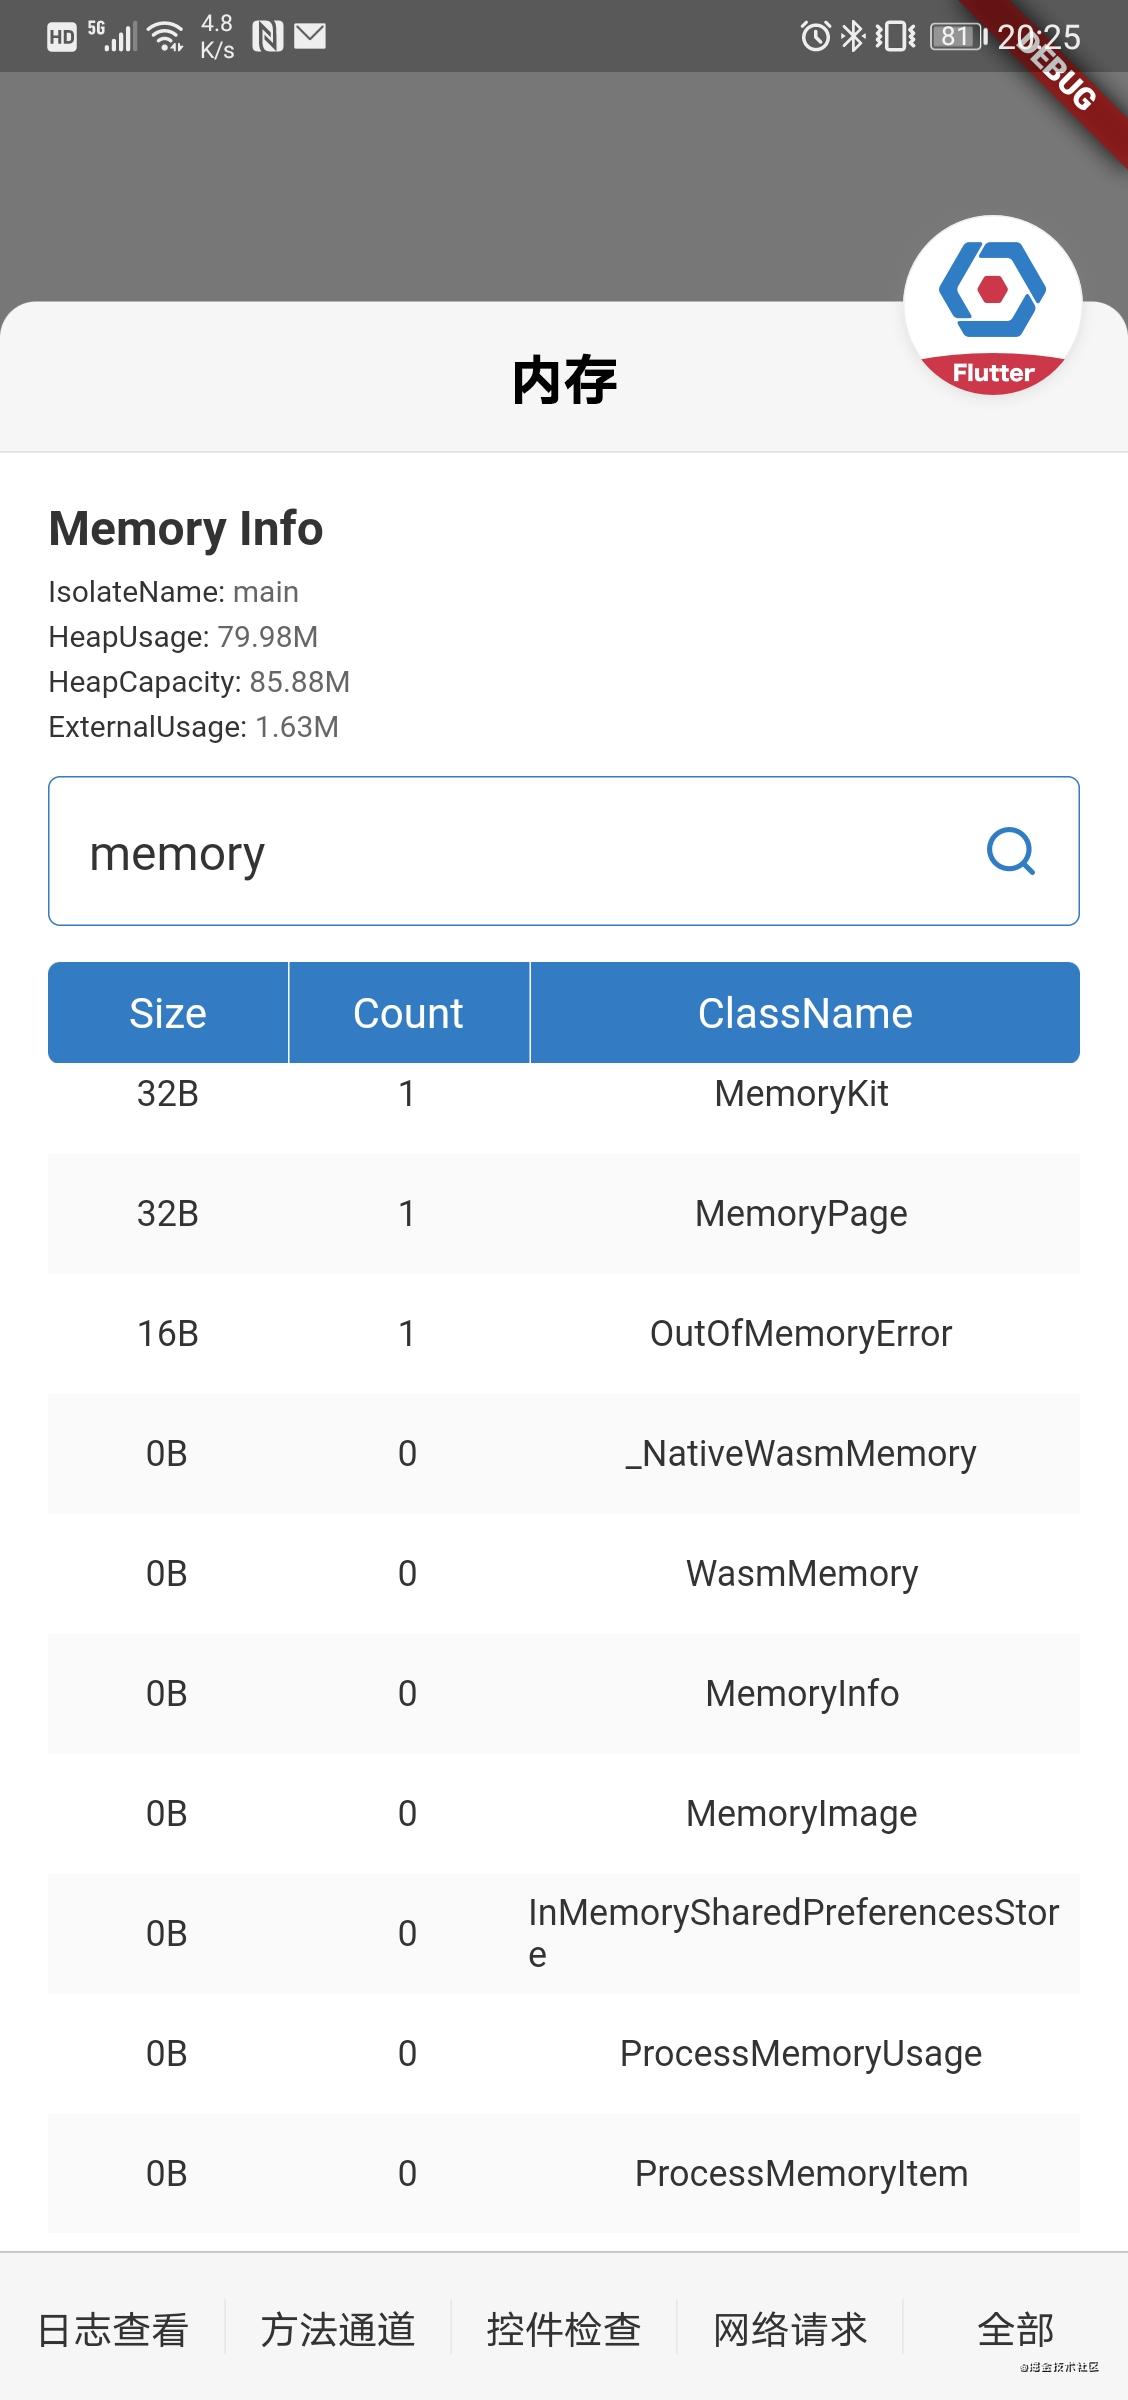 HD 5G 4.8 K/s 81 20:25
DEBUG
Flutter
内存
Memory Info
IsolateName: main
HeapUsage: 79.98M
HeapCapacity: 85.88M
ExternalUsage: 1.63M
memory
Size Count ClassName
32B 1 MemoryKit
32B 1 MemoryPage
16B 1 OutOfMemoryError
0B 0 _NativeWasmMemory
0B 0 WasmMemory
0B 0 MemoryInfo
0B 0 MemoryImage
0B 0 InMemorySharedPreferencesStor
e
0B 0 ProcessMemoryUsage
0B 0 ProcessMemoryItem
日志查看 方法通道 控件检查 网络请求 全部
@掘金技术社区